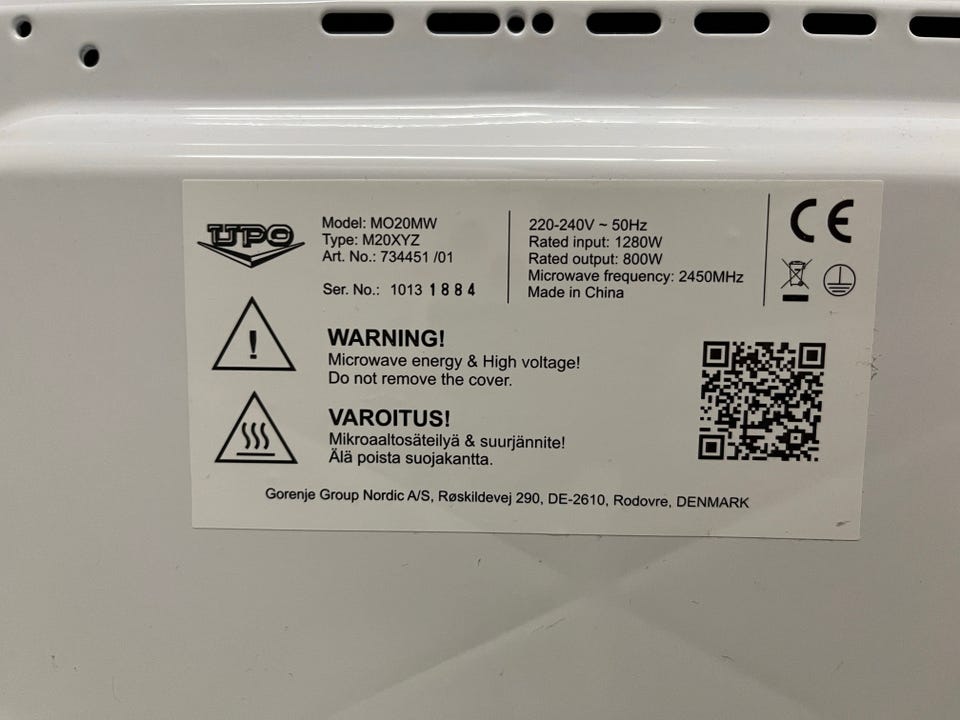 UPO
Model: MO20MW
Type: M20XYZ
Art. No.: 734451 /01
Ser. No.: 1013 1884
220-240V ~ 50Hz
Rated input: 1280W
Rated output: 800W
Microwave frequency: 2450MHz
Made in China
CE
WARNING!
Microwave energy & High voltage!
Do not remove the cover.
VAROITUS!
Mikroaaltosäteilyä & suurjännite!
Älä poista suojakantta.
Gorenje Group Nordic A/S, Røskildevej 290, DE-2610, Rodovre, DENMARK